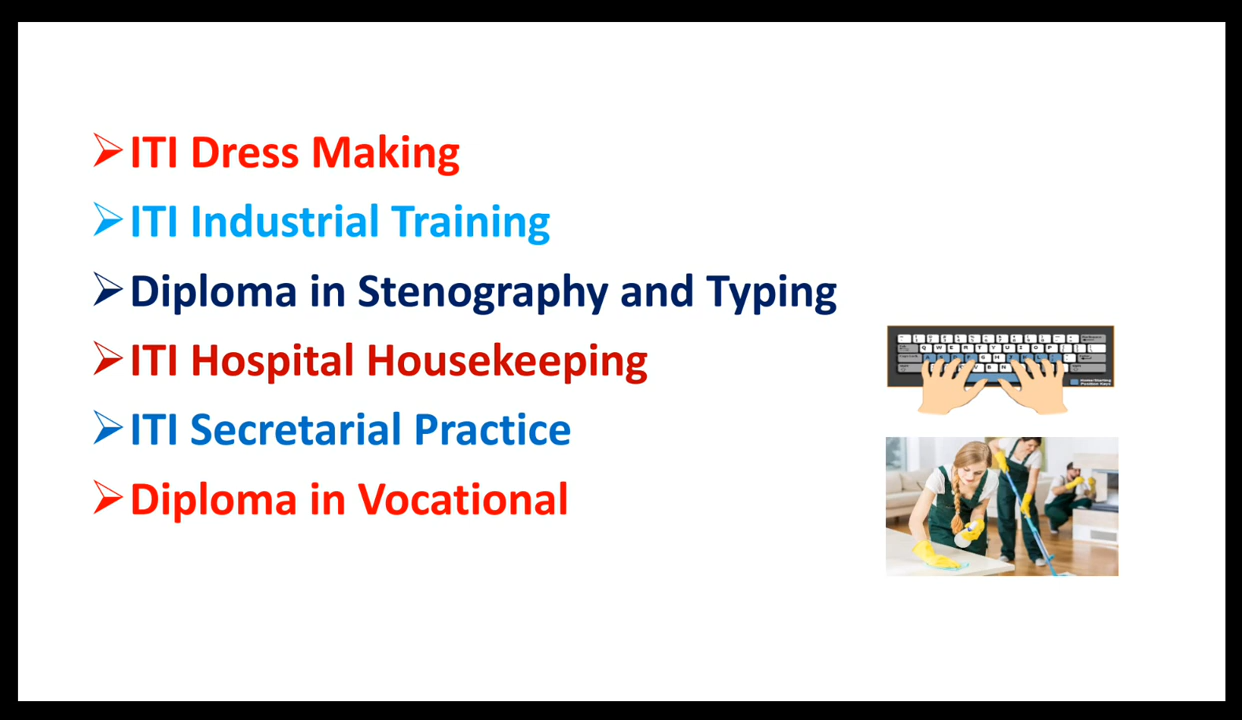 ITI Dress Making
ITI Industrial Training
Diploma in Stenography and Typing
ITI Hospital Housekeeping
ITI Secretarial Practice
Diploma in Vocational